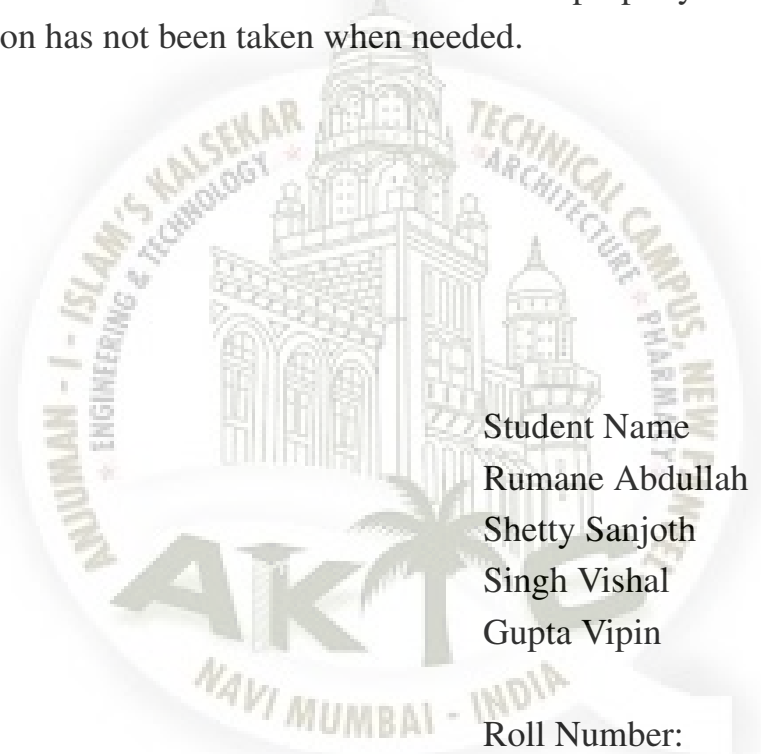 on has not been taken when needed.
ANJUMAN - I - ISLAM'S KALSEKAR TECHNICAL CAMPUS, NEW PANVEL
ENGINEERING & TECHNOLOGY * ARCHITECTURE * PHARMACY
Student Name
Rumane Abdullah
Shetty Sanjoth
Singh Vishal
Gupta Vipin
AKTC
NAVI MUMBAI - INDIA
Roll Number: